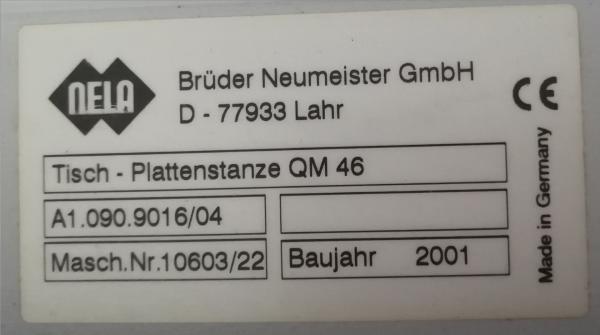 NELA
Brüder Neumeister GmbH
D - 77933 Lahr
CE
Tisch - Plattenstanze QM 46
A1.090.9016/04
Masch.Nr.10603/22
Baujahr 2001
Made in Germany